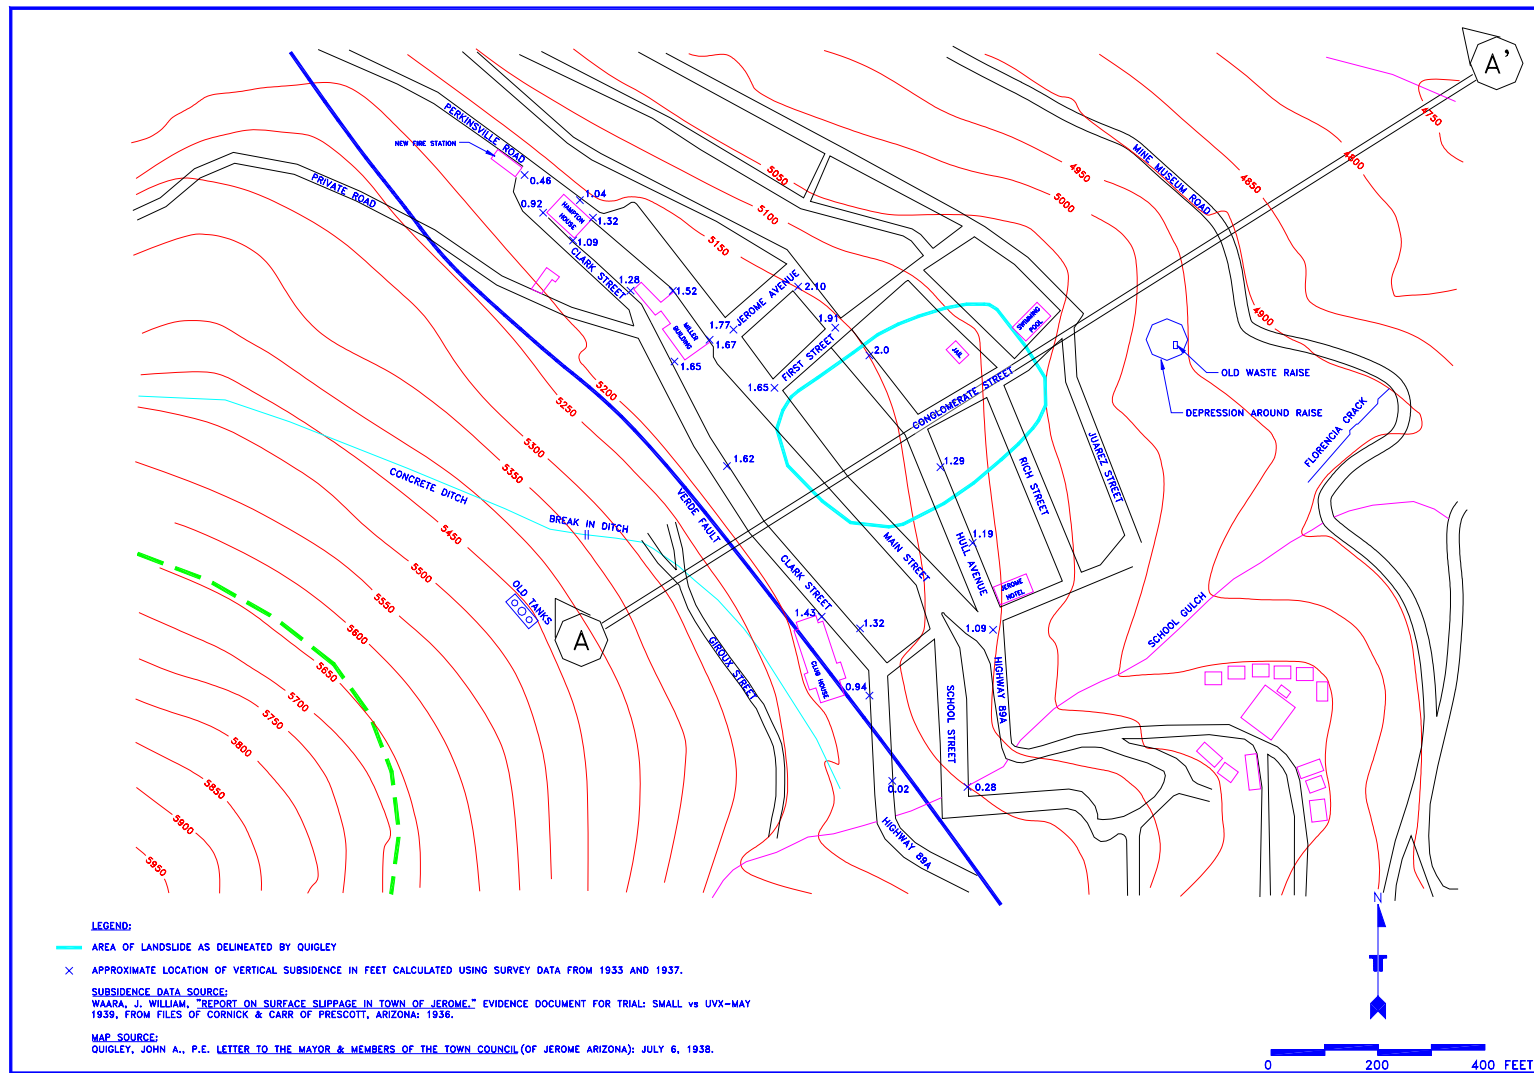 A'
4750
4800
4850
4900
4950
5000
5050
5100
5150
5200
5250
5300
5350
5450
5500
5550
5600
5650
5700
5750
5800
5850
5900
5950
PERKINSVILLE ROAD
NEW FIRE STATION
PRIVATE ROAD
MINE MUSEUM ROAD
0.46
1.04
0.92
HAMPTON
HOUSE
1.32
1.09
CLARK STREET
1.28
1.52
MILLER
BUILDING
1.77
JEROME AVENUE
2.10
1.67
1.65
1.91
FIRST STREET
2.0
1.65
SWIMMING
POOL
JAIL
CONGLOMERATE STREET
OLD WASTE RAISE
DEPRESSION AROUND RAISE
FLORENCIA CRACK
1.62
1.29
RICH STREET
JUAREZ STREET
CONCRETE DITCH
BREAK IN DITCH
VERDE FAULT
MAIN STREET
HULL AVENUE
1.19
OLD TANKS
A
CLARK STREET
JEROME
HOTEL
1.43
1.32
1.09
SCHOOL GULCH
GIROUX STREET
CLUB HOUSE
0.94
SCHOOL STREET
HIGHWAY 89A
0.02
0.28
HIGHWAY 89A
N
LEGEND:
AREA OF LANDSLIDE AS DELINEATED BY QUIGLEY
APPROXIMATE LOCATION OF VERTICAL SUBSIDENCE IN FEET CALCULATED USING SURVEY DATA FROM 1933 AND 1937.
SUBSIDENCE DATA SOURCE:
WAARA, J. WILLIAM, "REPORT ON SURFACE SLIPPAGE IN TOWN OF JEROME." EVIDENCE DOCUMENT FOR TRIAL: SMALL vs UVX-MAY
1939, FROM FILES OF CORNICK & CARR OF PRESCOTT, ARIZONA: 1936.
MAP SOURCE:
QUIGLEY, JOHN A., P.E. LETTER TO THE MAYOR & MEMBERS OF THE TOWN COUNCIL (OF JEROME ARIZONA): JULY 6, 1938.
0 200 400 FEET